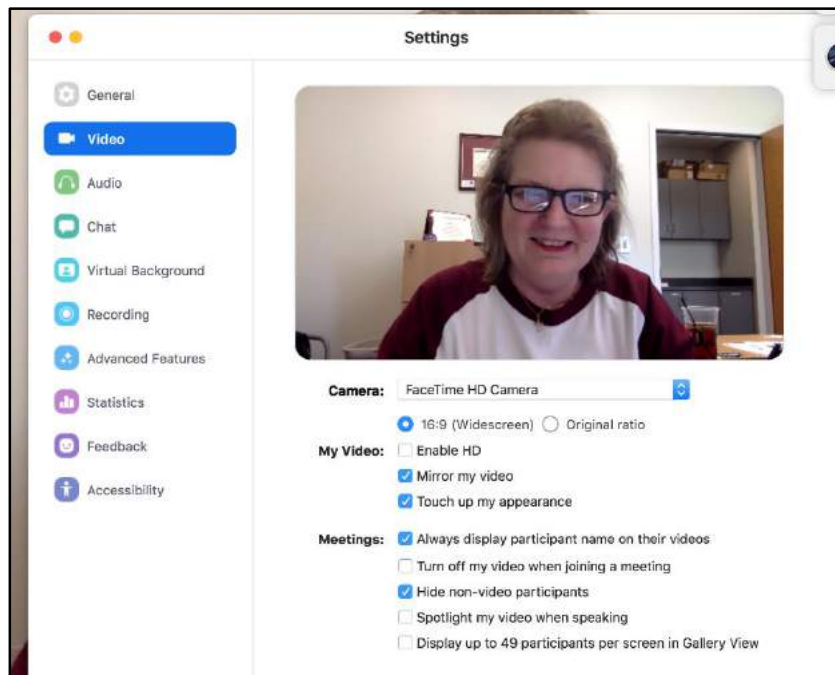 Settings
General
Video
Audio
Chat
Virtual Background
Recording
Advanced Features
Statistics
Feedback
Accessibility
Camera: FaceTime HD Camera
16:9 (Widescreen) Original ratio
My Video: Enable HD
Mirror my video
Touch up my appearance
Meetings: Always display participant name on their videos
Turn off my video when joining a meeting
Hide non-video participants
Spotlight my video when speaking
Display up to 49 participants per screen in Gallery View